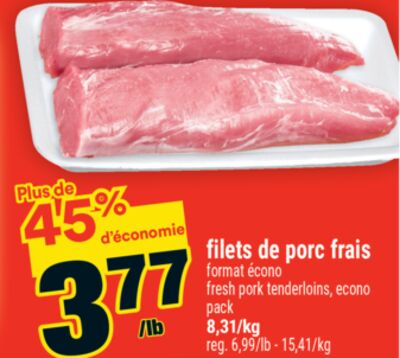 Plus de
45%
d'économie
3 77
/lb
filets de porc frais
format écono
fresh pork tenderloins, econo
pack
8,31/kg
reg. 6,99/lb - 15,41/kg